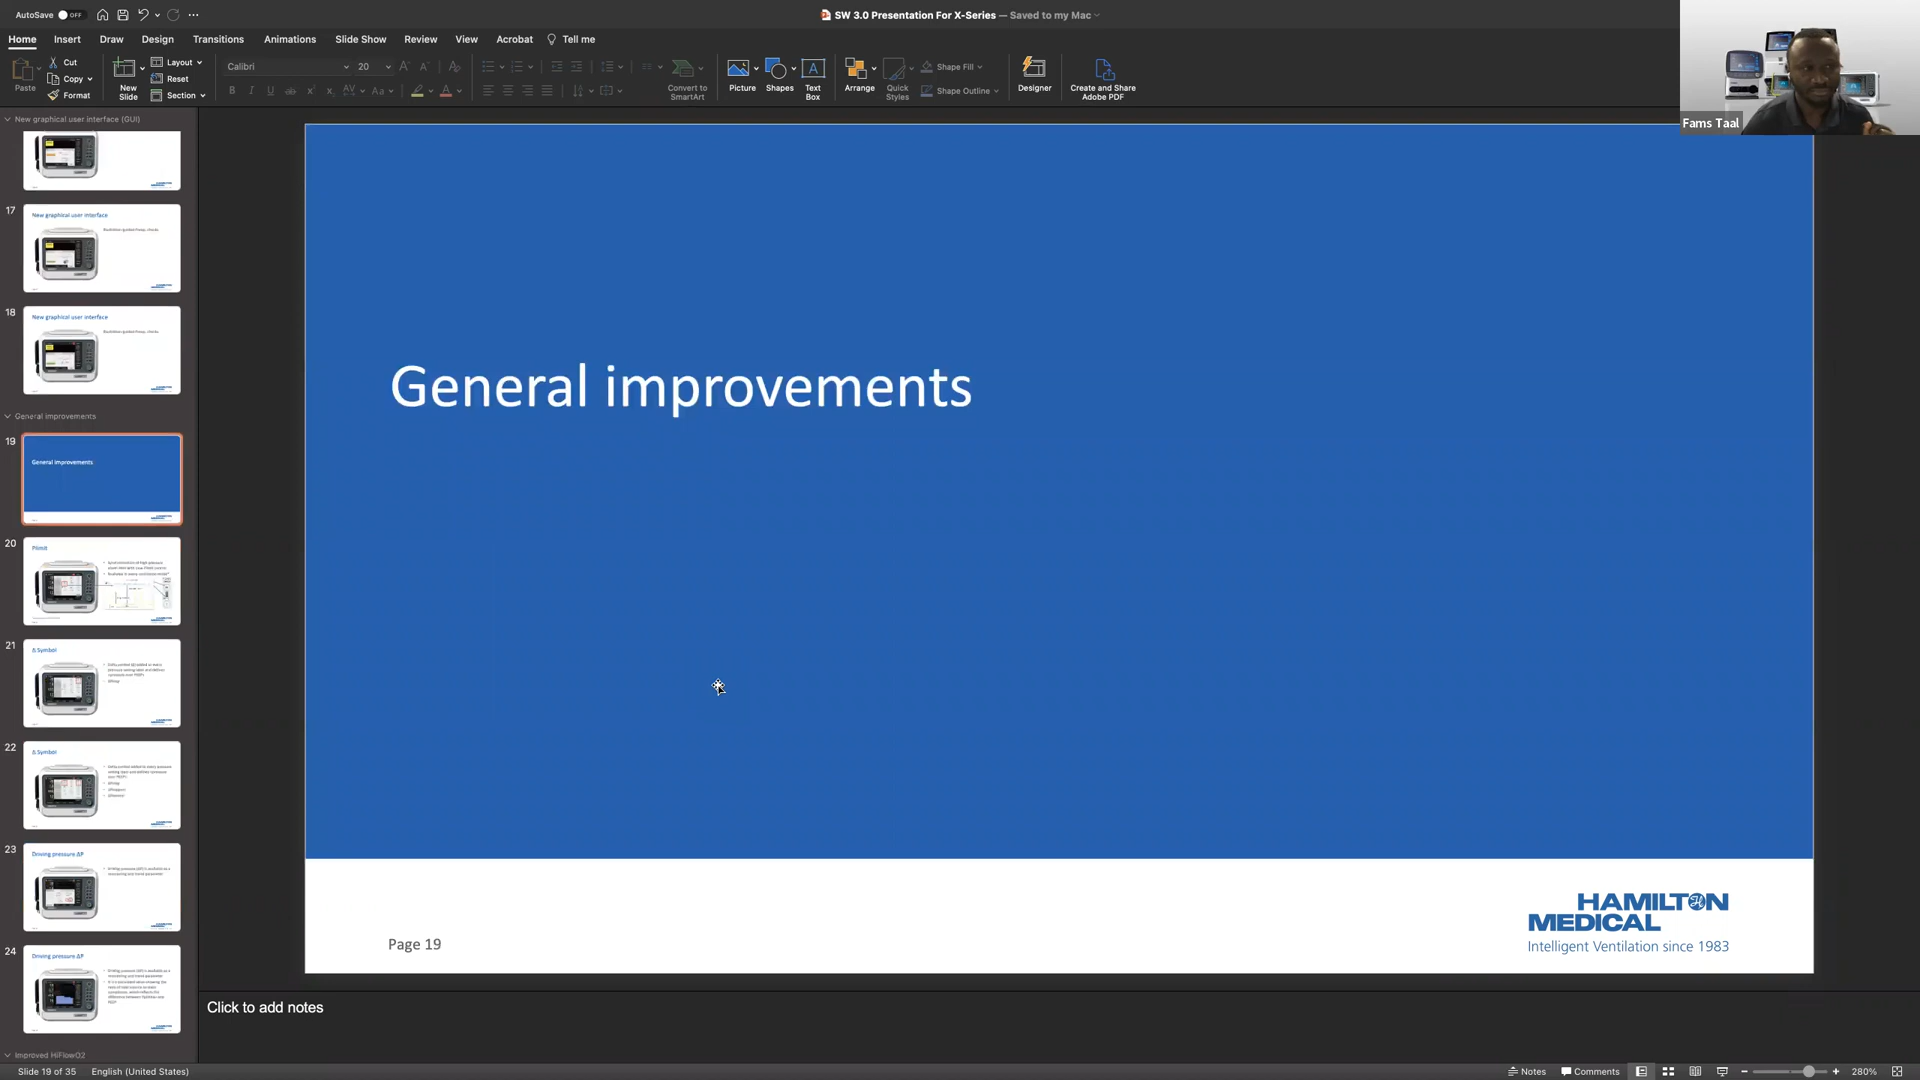 AutoSave OFF
SW 3.0 Presentation For X-Series — Saved to my Mac
Home Insert Draw Design Transitions Animations Slide Show Review View Acrobat Tell me
Paste
Cut
Copy
Format
New Slide
Layout
Reset
Section
Calibri 20
Convert to SmartArt
Picture
Shapes
Text Box
Arrange
Quick Styles
Shape Fill
Shape Outline
Designer
Create and Share Adobe PDF
Fams Taal
New graphical user interface (GUI)
17
New graphical user interface
18
New graphical user interface
General improvements
19
General improvements
20
Plimit
21
Δ Symbol
22
Δ Symbol
23
Driving pressure ΔP
24
Driving pressure ΔP
Improved HiFlowO2
General improvements
Page 19
HAMILTON
MEDICAL
Intelligent Ventilation since 1983
Click to add notes
Slide 19 of 35 English (United States)
Notes Comments 280%